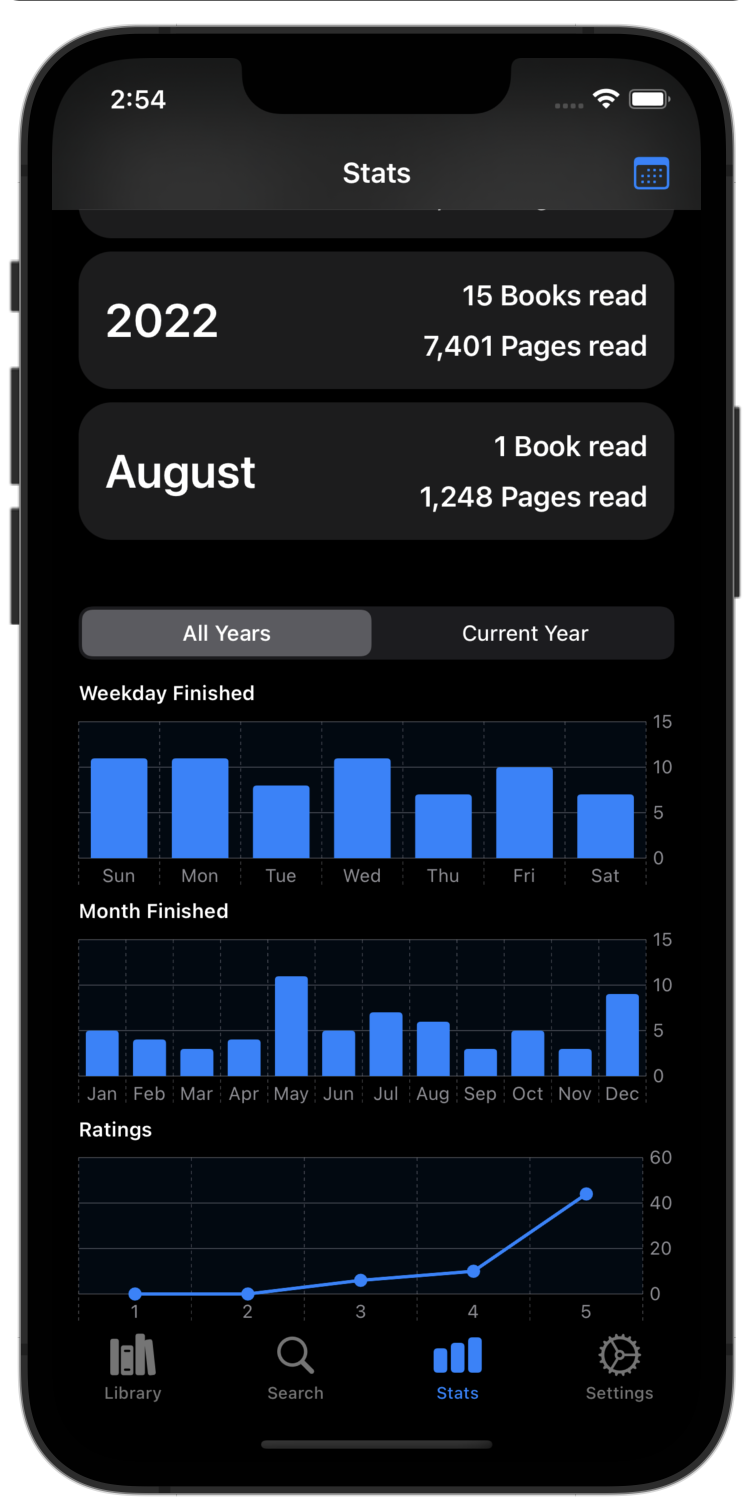 2:54
Stats
2022
15 Books read
7,401 Pages read
August
1 Book read
1,248 Pages read
All Years
Current Year
Weekday Finished
15
10
5
0
Sun Mon Tue Wed Thu Fri Sat
Month Finished
15
10
5
0
Jan Feb Mar Apr May Jun Jul Aug Sep Oct Nov Dec
Ratings
60
40
20
0
1 2 3 4 5
Library Search Stats Settings